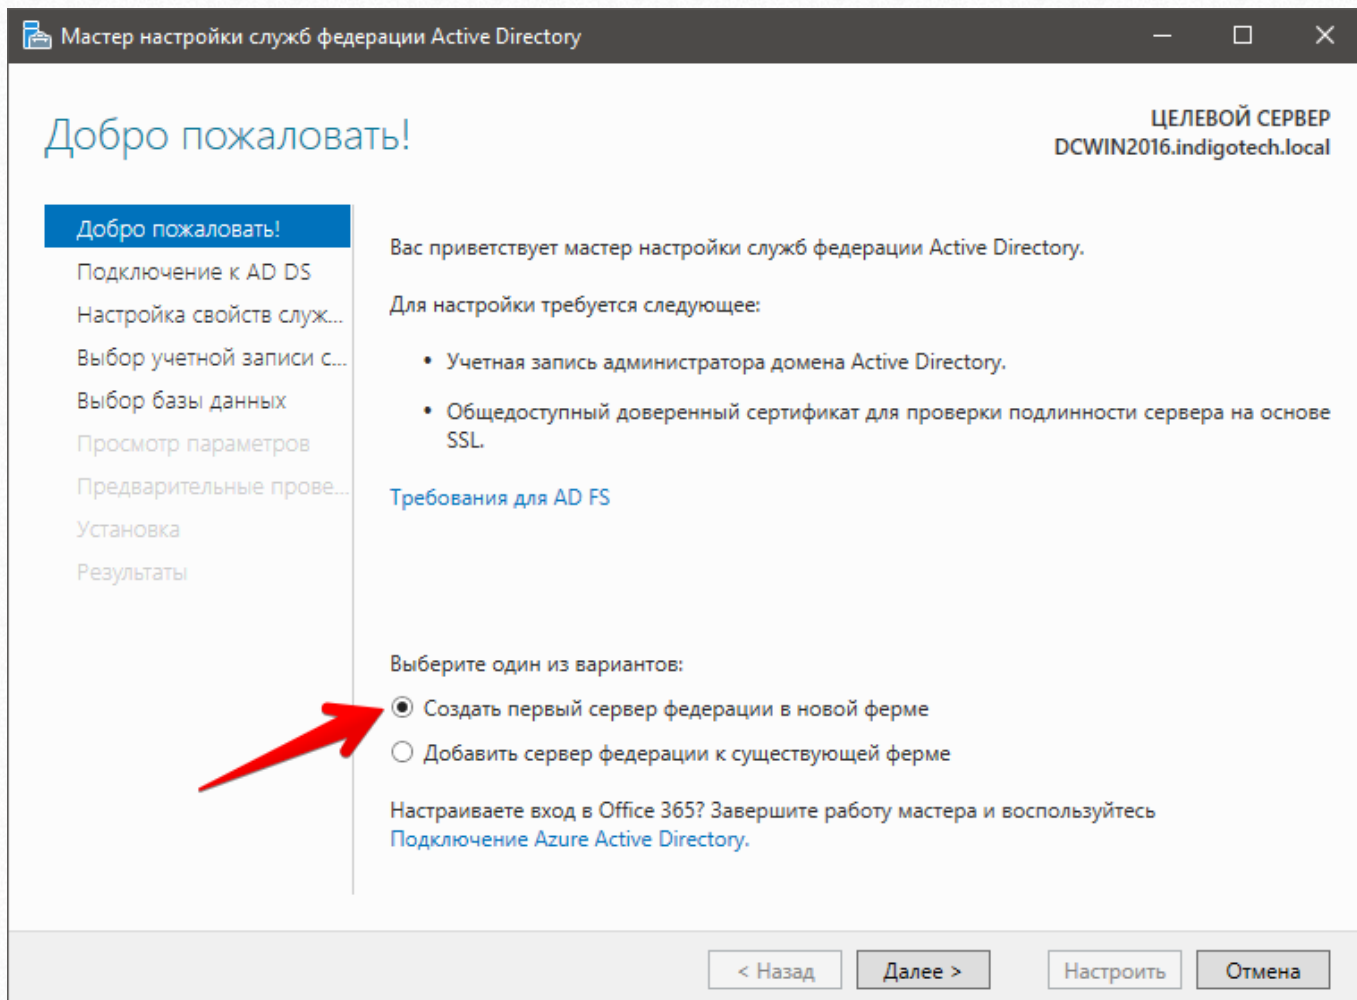 Мастер настройки служб федерации Active Directory
Добро пожаловать!
ЦЕЛЕВОЙ СЕРВЕР
DCWIN2016.indigotech.local
Добро пожаловать!
Подключение к AD DS
Настройка свойств служ...
Выбор учетной записи с...
Выбор базы данных
Просмотр параметров
Предварительные прове...
Установка
Результаты
Вас приветствует мастер настройки служб федерации Active Directory.
Для настройки требуется следующее:
• Учетная запись администратора домена Active Directory.
• Общедоступный доверенный сертификат для проверки подлинности сервера на основе
SSL.
Требования для AD FS
Выберите один из вариантов:
Создать первый сервер федерации в новой ферме
Добавить сервер федерации к существующей ферме
Настраиваете вход в Office 365? Завершите работу мастера и воспользуйтесь
Подключение Azure Active Directory.
< Назад
Далее >
Настроить
Отмена